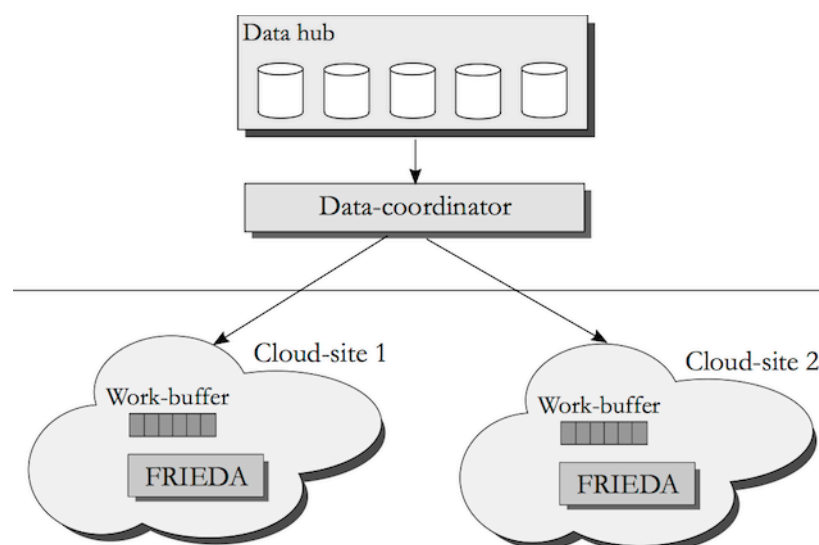 Data hub
Data-coordinator
Cloud-site 1
Work-buffer
FRIEDA
Cloud-site 2
Work-buffer
FRIEDA